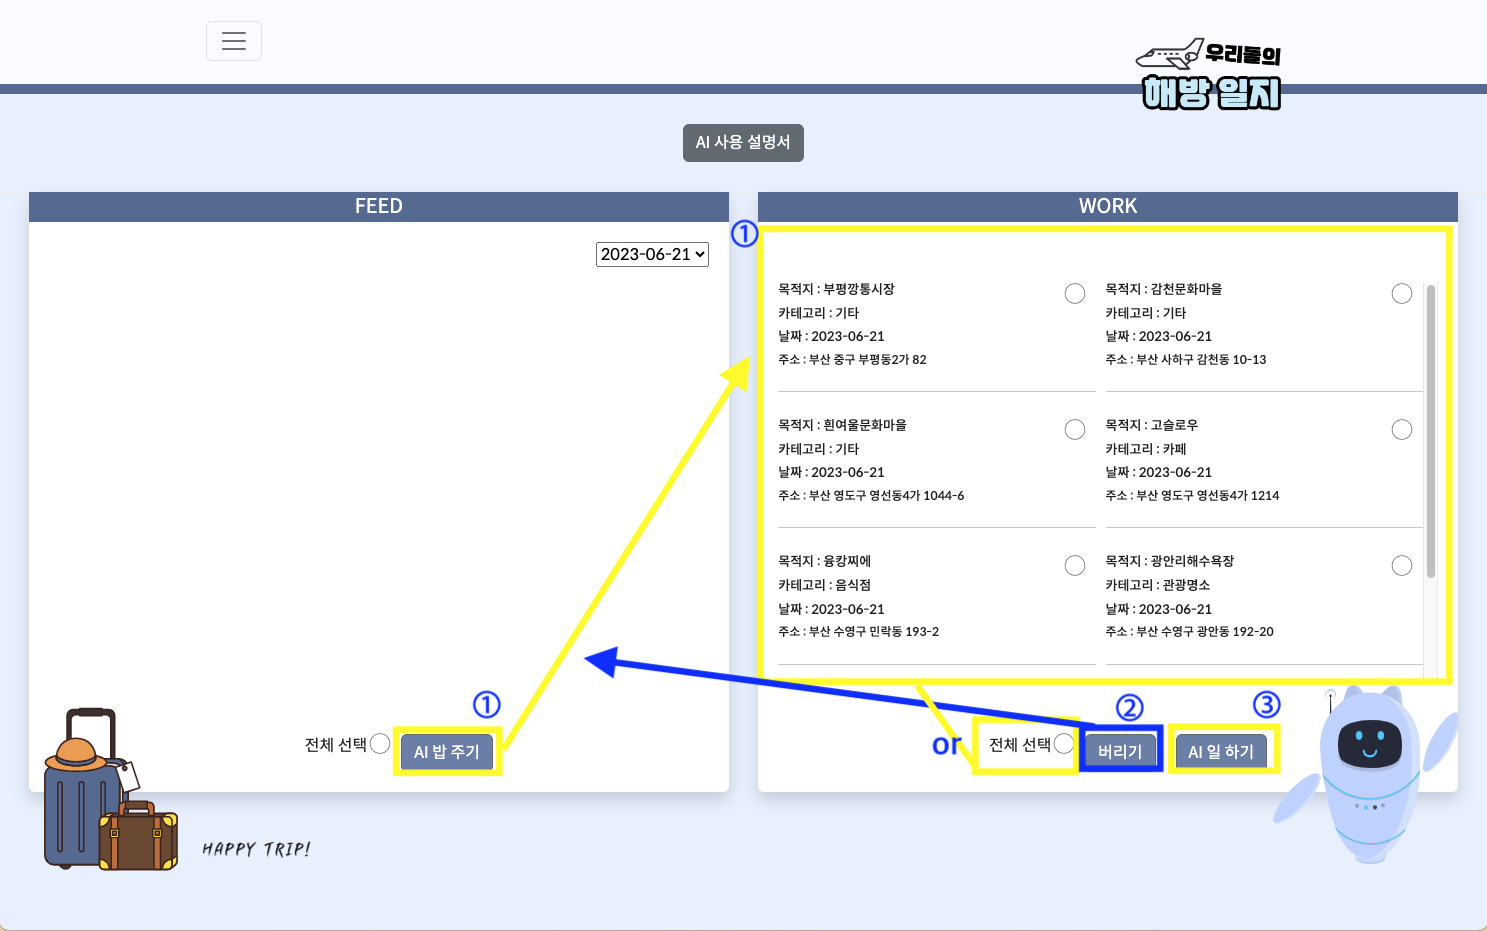 우리들의
해방 일지
AI 사용 설명서
FEED
2023-06-21
전체 선택
①
AI 밥 주기
HAPPY TRIP!
WORK
①
목적지 : 부평깡통시장
카테고리 : 기타
날짜 : 2023-06-21
주소 : 부산 중구 부평동2가 82
목적지 : 감천문화마을
카테고리 : 기타
날짜 : 2023-06-21
주소 : 부산 사하구 감천동 10-13
목적지 : 흰여울문화마을
카테고리 : 기타
날짜 : 2023-06-21
주소 : 부산 영도구 영선동4가 1044-6
목적지 : 고슬로우
카테고리 : 카페
날짜 : 2023-06-21
주소 : 부산 영도구 영선동4가 1214
목적지 : 융캉찌에
카테고리 : 음식점
날짜 : 2023-06-21
주소 : 부산 수영구 민락동 193-2
목적지 : 광안리해수욕장
카테고리 : 관광명소
날짜 : 2023-06-21
주소 : 부산 수영구 광안동 192-20
or
전체 선택
②
버리기
③
AI 일 하기